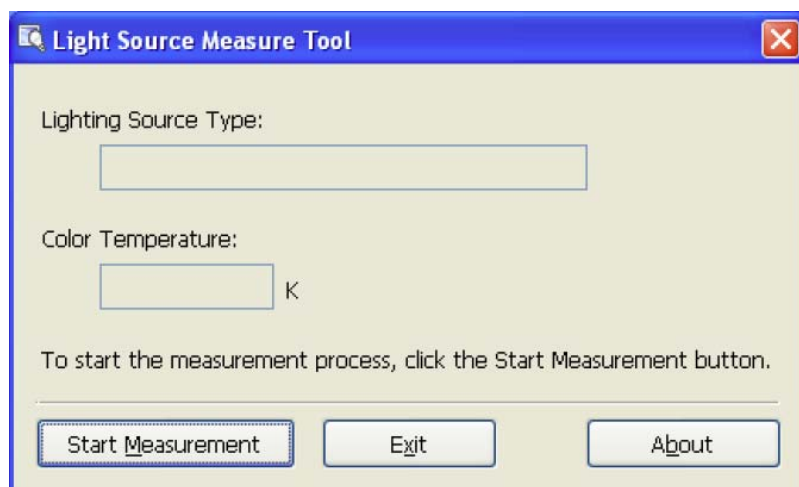 Light Source Measure Tool
Lighting Source Type:
Color Temperature:
K
To start the measurement process, click the Start Measurement button.
Start Measurement Exit About